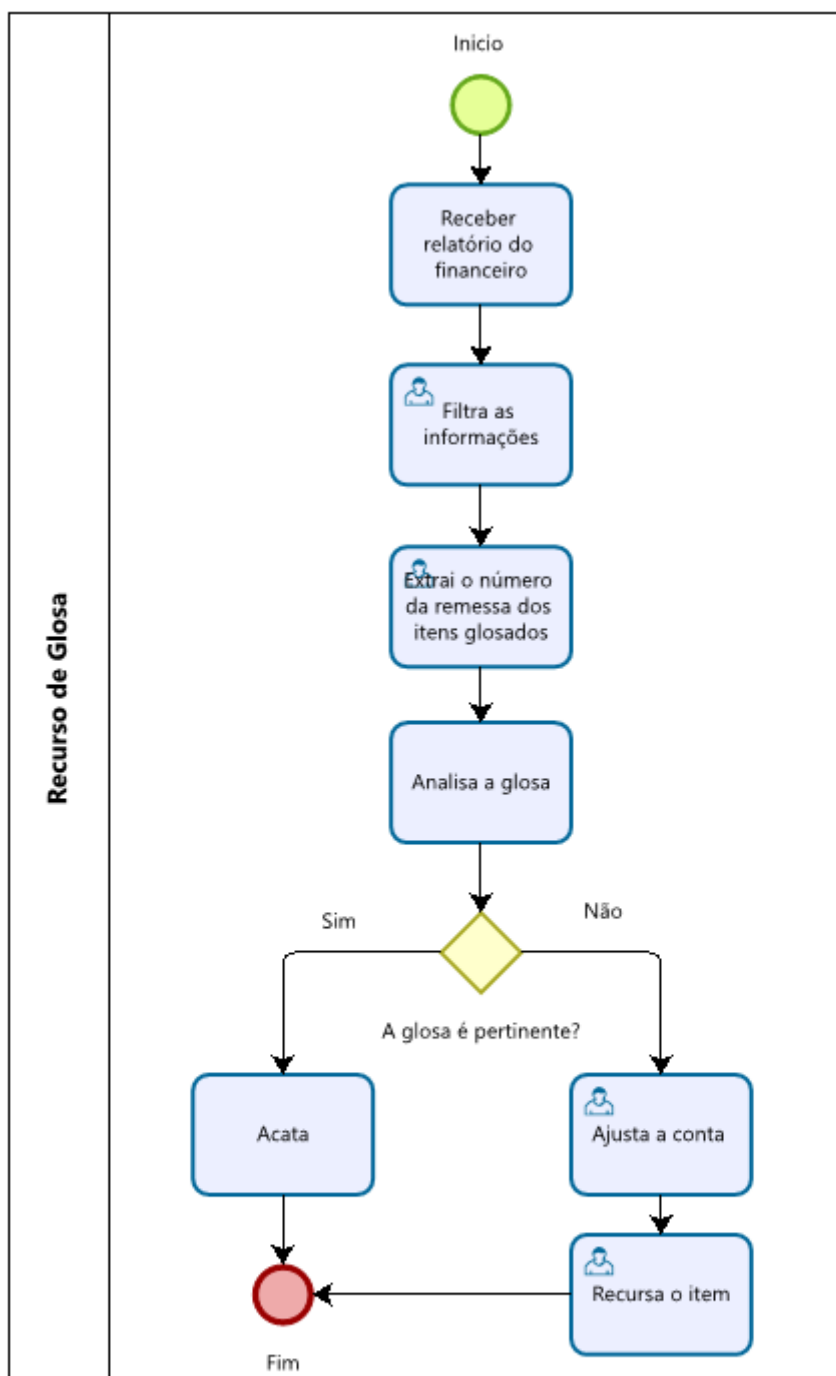 Recurso de Glosa
Inicio
Receber
relatório do
financeiro
Filtra as
informações
Extrai o número
da remessa dos
itens glosados
Analisa a glosa
Sim
Não
A glosa é pertinente?
Acata
Ajusta a conta
Recursa o item
Fim